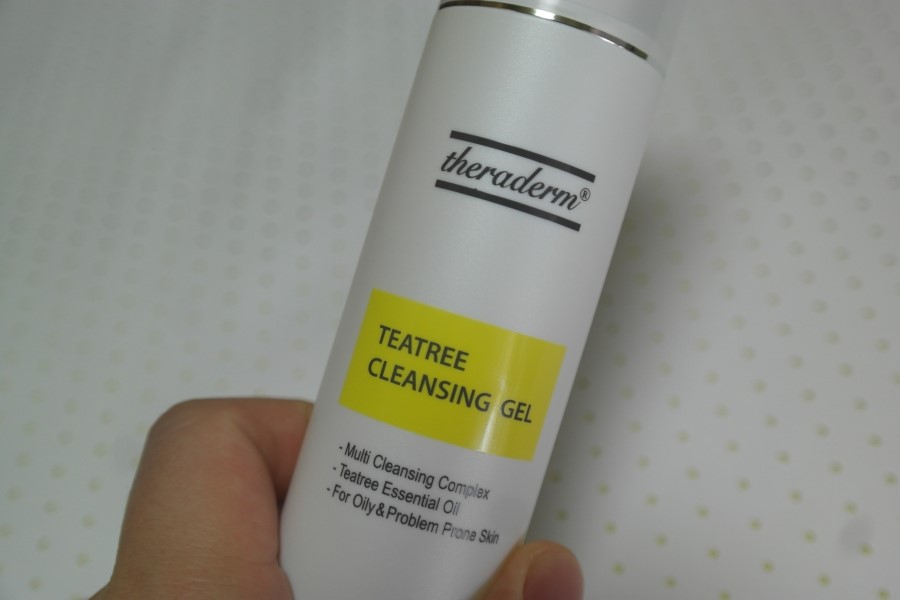 theraderm®
TEATREE
CLEANSING GEL
- Multi Cleansing Complex
- Teatree Essential Oil
- For Oily & Problem Prone Skin